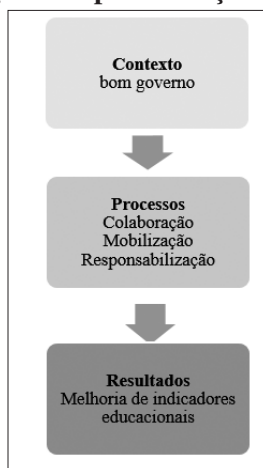 Contexto
bom governo
Processos
Colaboração
Mobilização
Responsabilização
Resultados
Melhoria de indicadores
educacionais